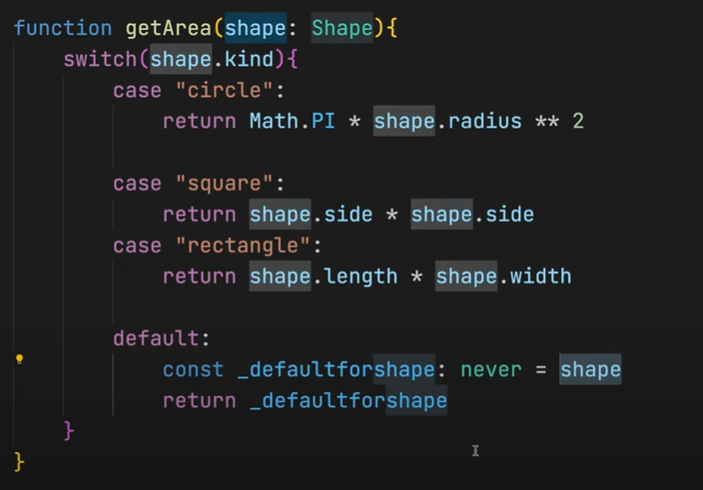 function getArea(shape: Shape){
switch(shape.kind){
case "circle":
return Math.PI * shape.radius ** 2
case "square":
return shape.side * shape.side
case "rectangle":
return shape.length * shape.width
default:
const _defaultforshape: never = shape
return _defaultforshape
}
}